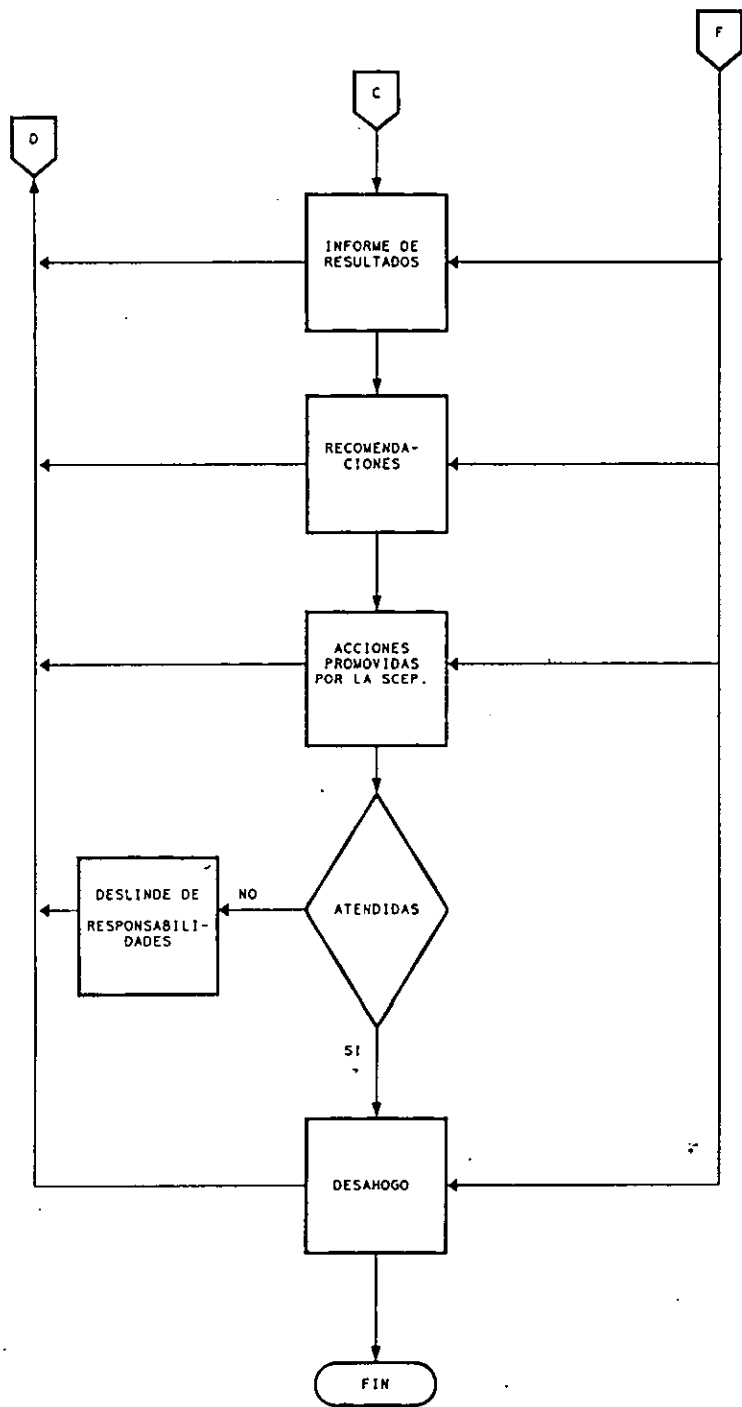 F
C
D
INFORME DE
RESULTADOS
RECOMENDA-
CIONES
ACCIONES
PROMOVIDAS
POR LA SCEP.
ATENDIDAS
NO
DESLINDE DE
RESPONSABILI-
DADES
SI
DESAHOGO
FIN